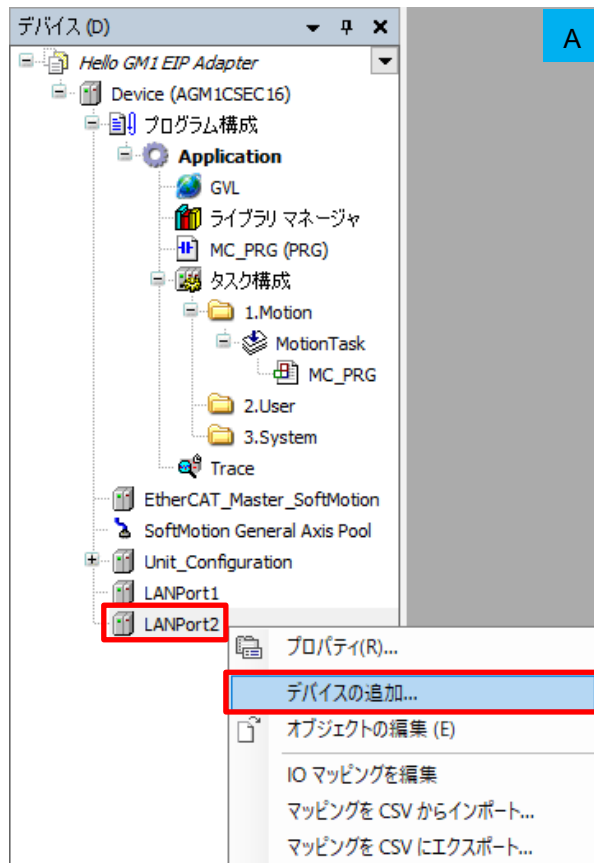 デバイス (D)
A
Hello GM1 EIP Adapter
Device (AGM1CSEC16)
プログラム構成
Application
GVL
ライブラリ マネージャ
MC_PRG (PRG)
タスク構成
1.Motion
MotionTask
MC_PRG
2.User
3.System
Trace
EtherCAT_Master_SoftMotion
SoftMotion General Axis Pool
Unit_Configuration
LANPort1
LANPort2
プロパティ(R)...
デバイスの追加...
オブジェクトの編集 (E)
IO マッピングを編集
マッピングを CSV からインポート...
マッピングを CSV にエクスポート...